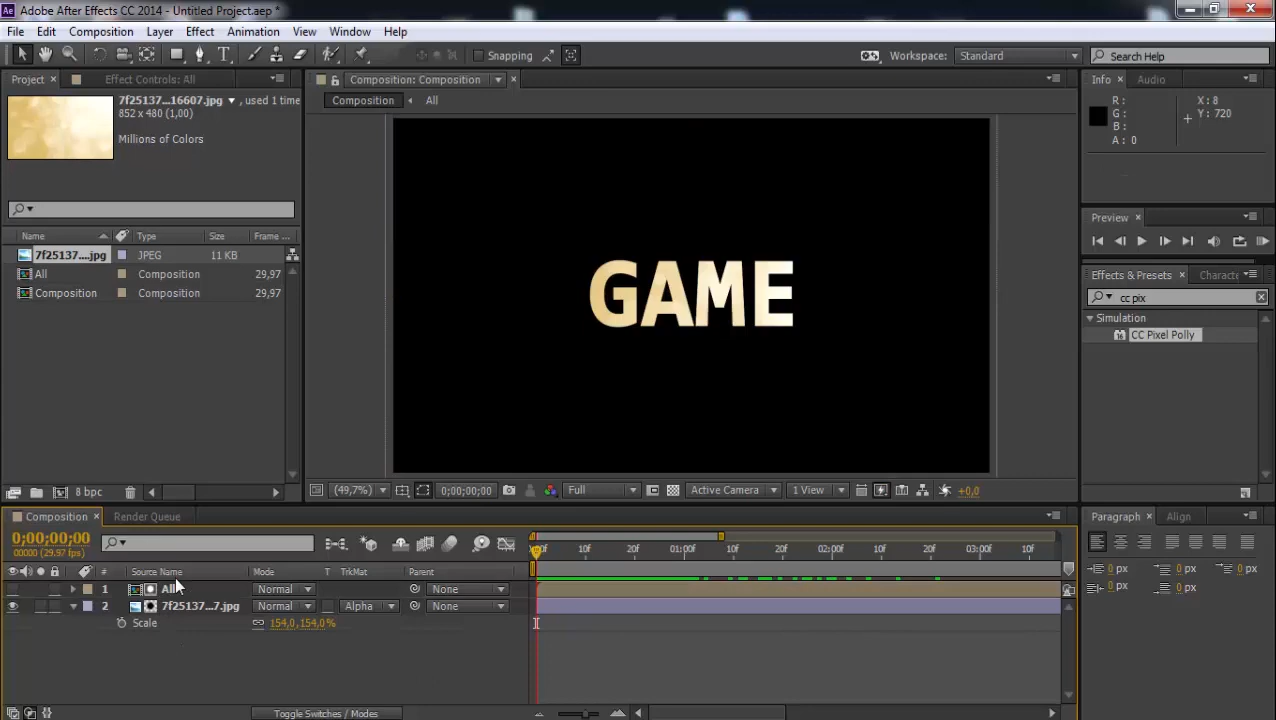 Adobe After Effects CC 2014 - Untitled Project.aep *
File Edit Composition Layer Effect Animation View Window Help
Snapping Workspace: Standard Search Help
Project Effect Controls: All Composition: Composition Info Audio
7f25137...16607.jpg , used 1 time
852 x 480 (1,00)
Millions of Colors
Composition All
R: X: 8
G: Y: 720
B:
A: 0
GAME
Name Type Size Frame ...
7f25137....jpg JPEG 11 KB
All Composition 29,97
Composition Composition 29,97
8 bpc
(49,7%) 0;00;00;00 Full Active Camera 1 View +0,0
Preview
Effects & Presets Characte
cc pix
Simulation
CC Pixel Polly
Composition Render Queue
0;00;00;00
00000 (29.97 fps)
# Source Name Mode T TrkMat Parent
1 All Normal None
2 7f25137...7.jpg Normal Alpha None
Scale 154,0,154,0%
10f 20f 01:00f 10f 20f 02:00f 10f 20f 03:00f 10f
Toggle Switches / Modes
Paragraph Align
0 px 0 px 0 px
0 px 0 px